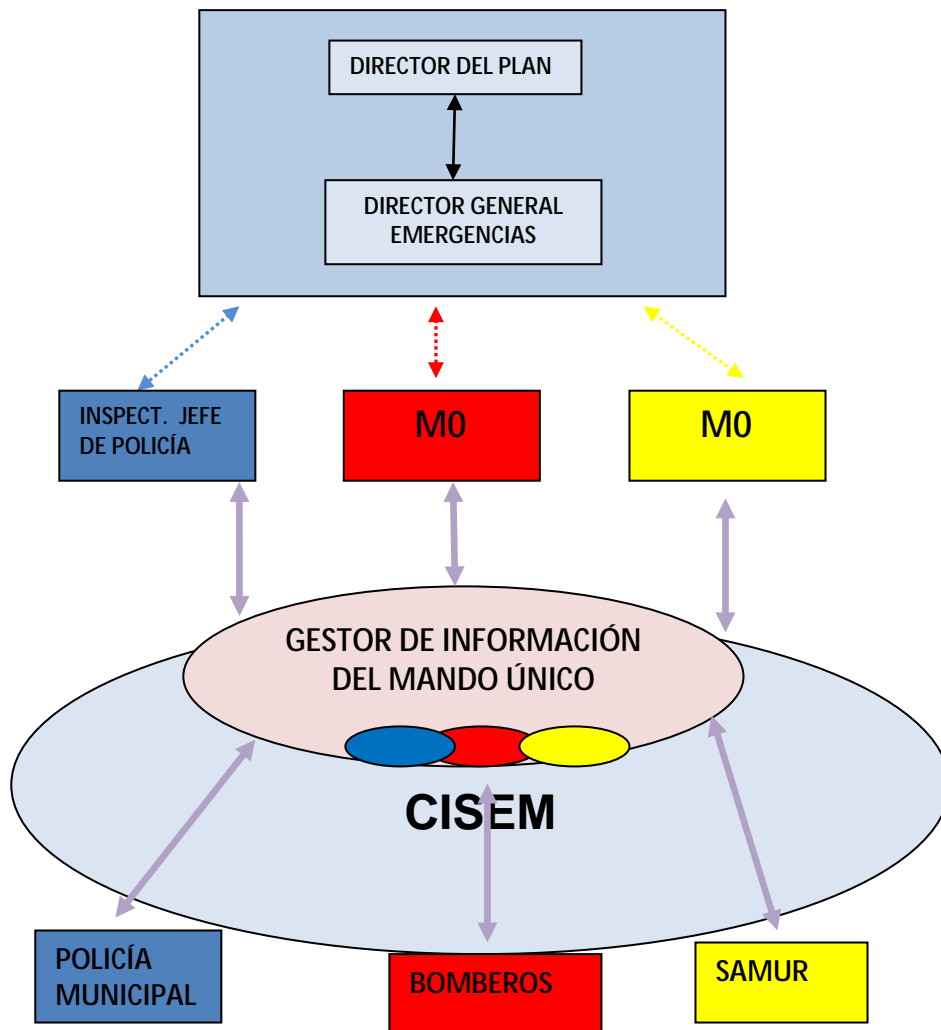 DIRECTOR DEL PLAN
DIRECTOR GENERAL
EMERGENCIAS
INSPECT. JEFE
DE POLICÍA
M0
M0
GESTOR DE INFORMACIÓN
DEL MANDO ÚNICO
CISEM
POLICÍA
MUNICIPAL
BOMBEROS
SAMUR